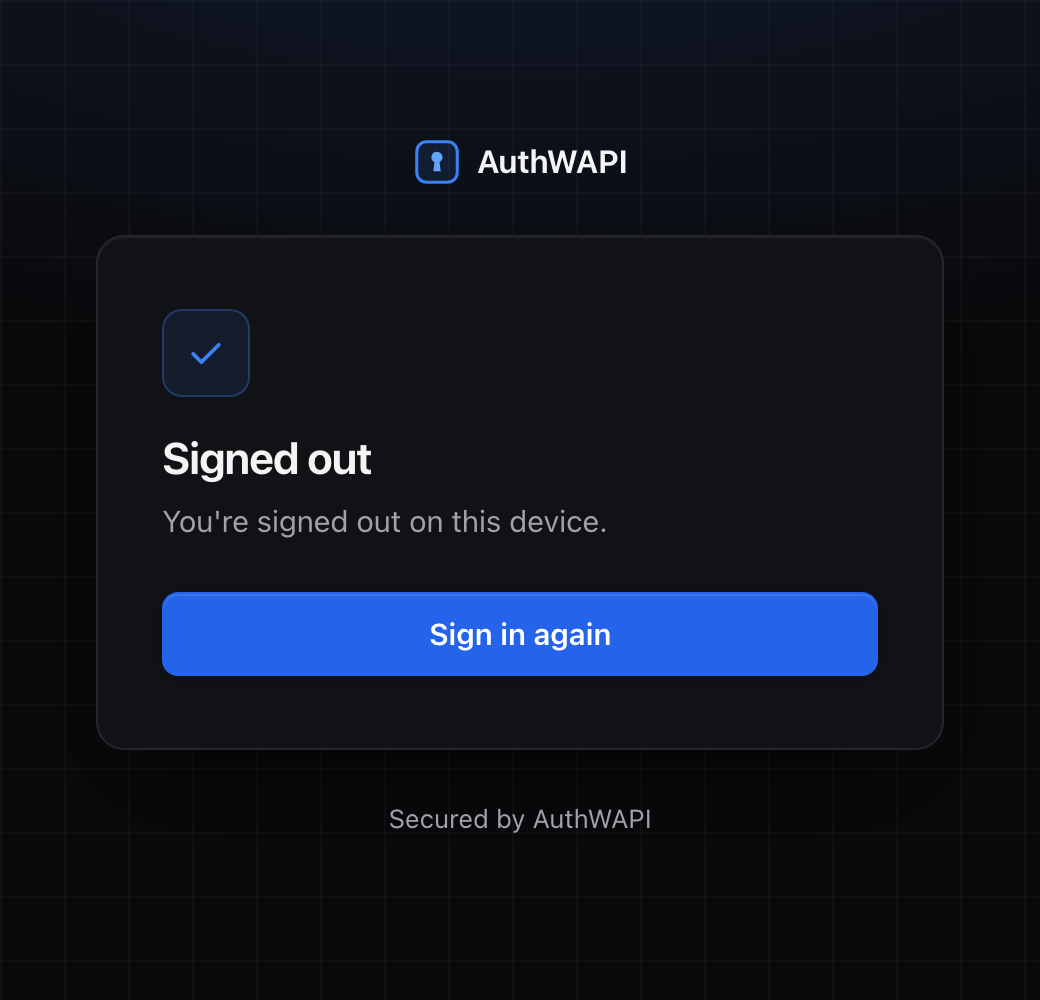 AuthWAPI
Signed out
You're signed out on this device.
Sign in again
Secured by AuthWAPI